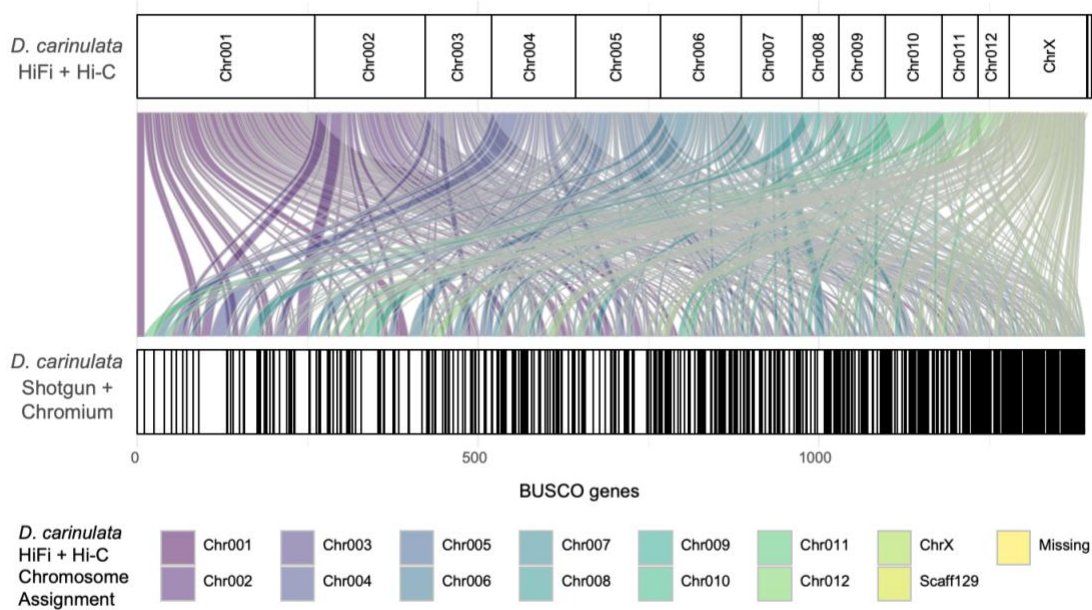 D. carinulata
HiFi + Hi-C
Chr001
Chr002
Chr003
Chr004
Chr005
Chr006
Chr007
Chr008
Chr009
Chr010
Chr011
Chr012
ChrX
D. carinulata
Shotgun +
Chromium
0
500
1000
BUSCO genes
D. carinulata
HiFi + Hi-C
Chromosome
Assignment
Chr001
Chr003
Chr005
Chr007
Chr009
Chr011
ChrX
Missing
Chr002
Chr004
Chr006
Chr008
Chr010
Chr012
Scaff129